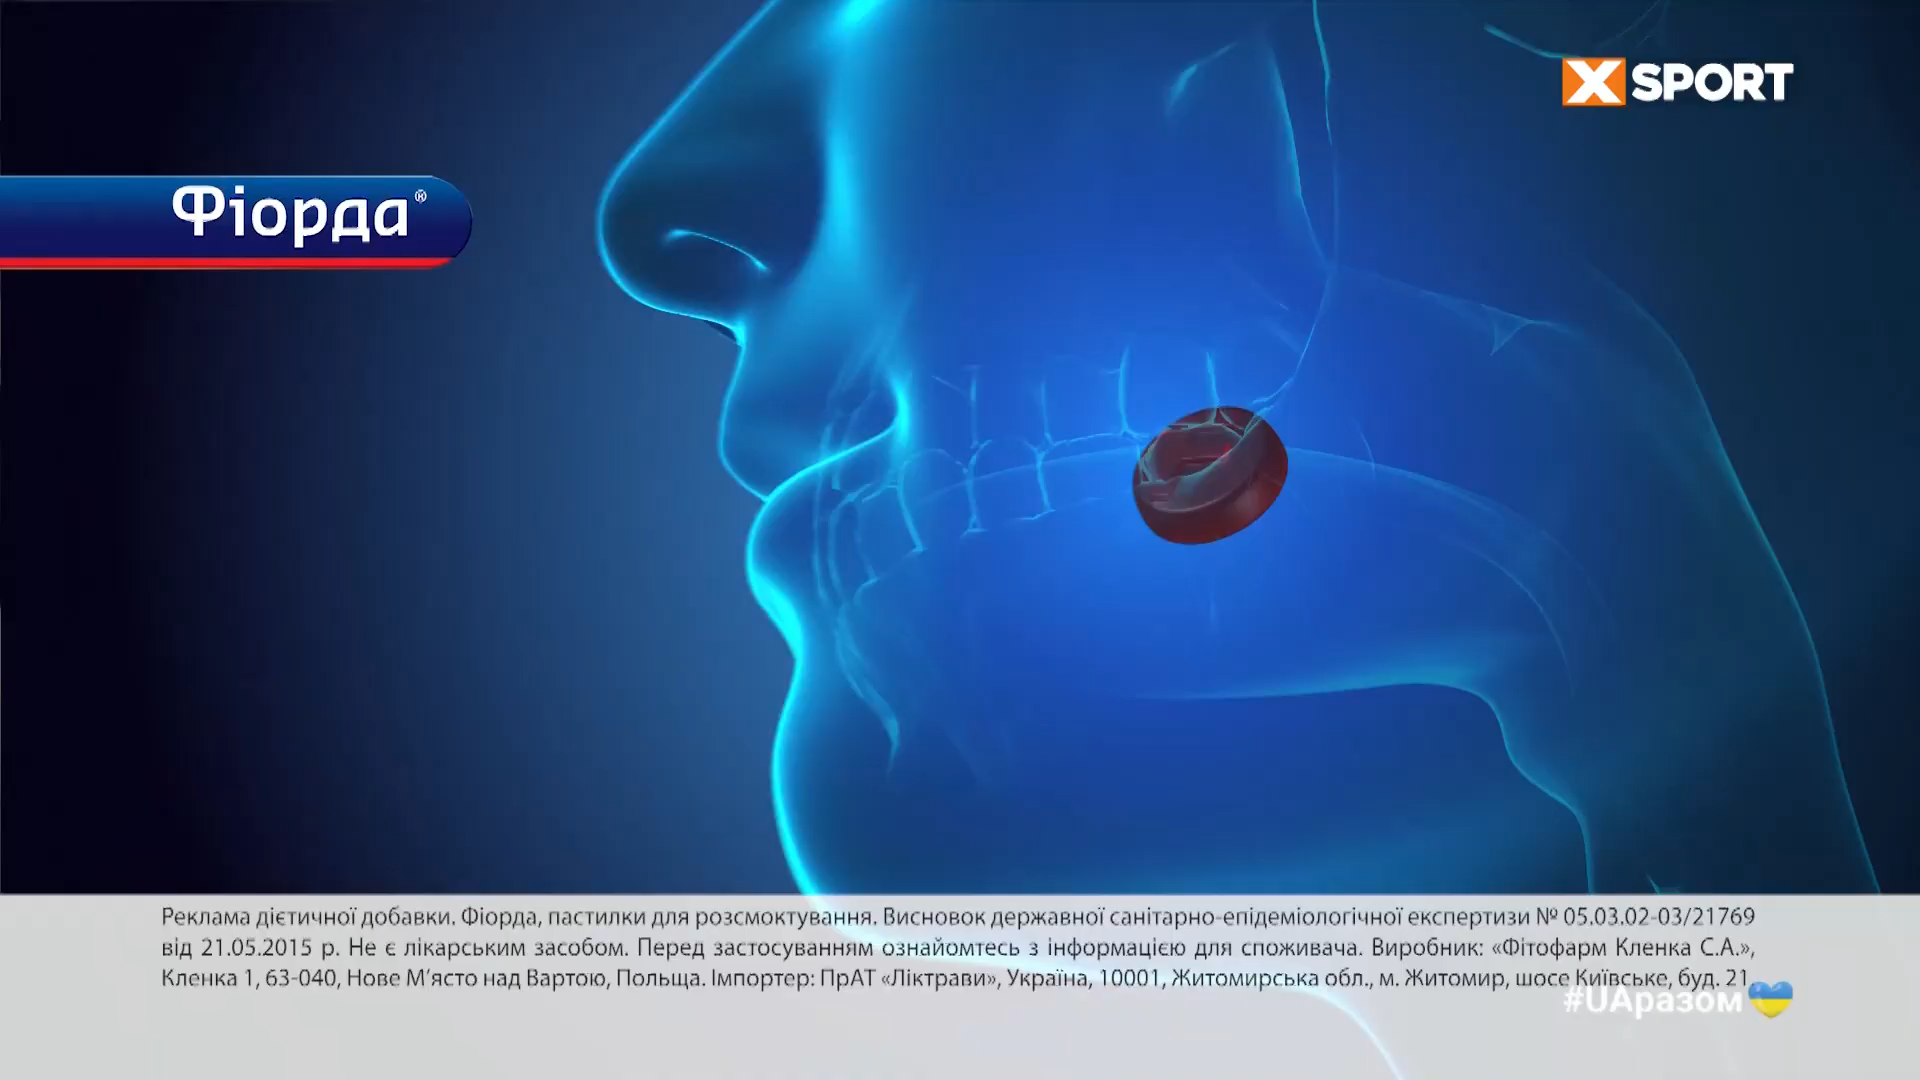 XSPORT
Фіорда®
Реклама дієтичної добавки. Фіорда, пастилки для розсмоктування. Висновок державної санітарно-епідеміологічної експертизи № 05.03.02-03/21769
від 21.05.2015 р. Не є лікарським засобом. Перед застосуванням ознайомтесь з інформацією для споживача. Виробник: «Фітофарм Кленка С.А.»,
Кленка 1, 63-040, Нове М’ясто над Вартою, Польща. Імпортер: ПрАТ «Ліктрави», Україна, 10001, Житомирська обл., м. Житомир, шосе Київське, буд. 21.
#UAразом